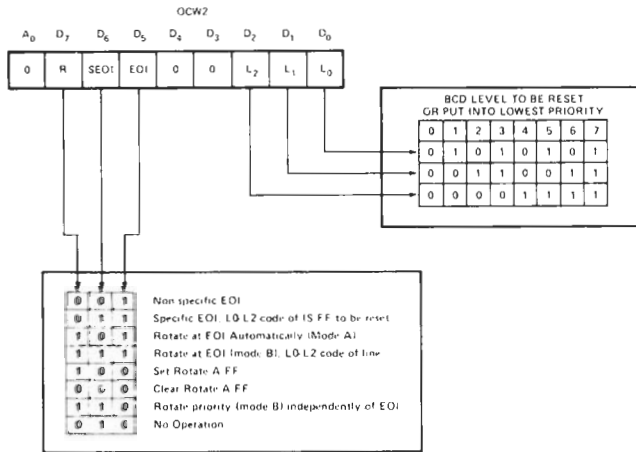 OCW2
A0 D7 D6 D5 D4 D3 D2 D1 D0
0 R SEOI EOI 0 0 L2 L1 L0
BCD LEVEL TO BE RESET
OR PUT INTO LOWEST PRIORITY
0 1 2 3 4 5 6 7
0 1 0 1 0 1 0 1
0 0 1 1 0 0 1 1
0 0 0 0 1 1 1 1
0 0 1 Non specific EOI
0 1 1 Specific EOI, L0-L2 code of IS FF to be reset
1 0 1 Rotate at EOI Automatically (Mode A)
1 1 1 Rotate at EOI (mode B), L0-L2 code of line
1 0 0 Set Rotate A FF
0 0 0 Clear Rotate A FF
1 1 0 Rotate priority (mode B) independently of EOI
0 1 0 No Operation